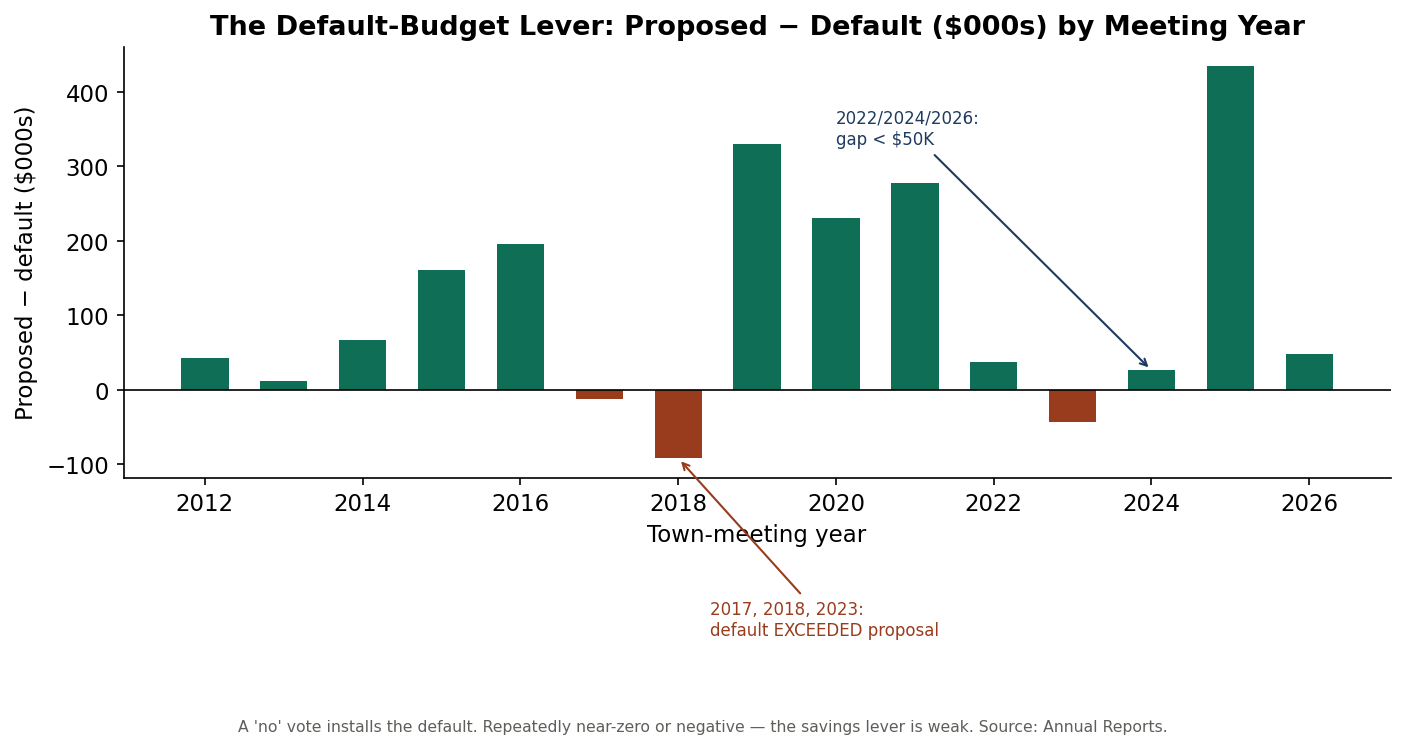 The Default-Budget Lever: Proposed − Default ($000s) by Meeting Year
Proposed − default ($000s)
400
300
200
100
0
−100
2022/2024/2026:
gap < $50K
2012
2014
2016
2018
2020
2022
2024
2026
Town-meeting year
2017, 2018, 2023:
default EXCEEDED proposal
A 'no' vote installs the default. Repeatedly near-zero or negative — the savings lever is weak. Source: Annual Reports.